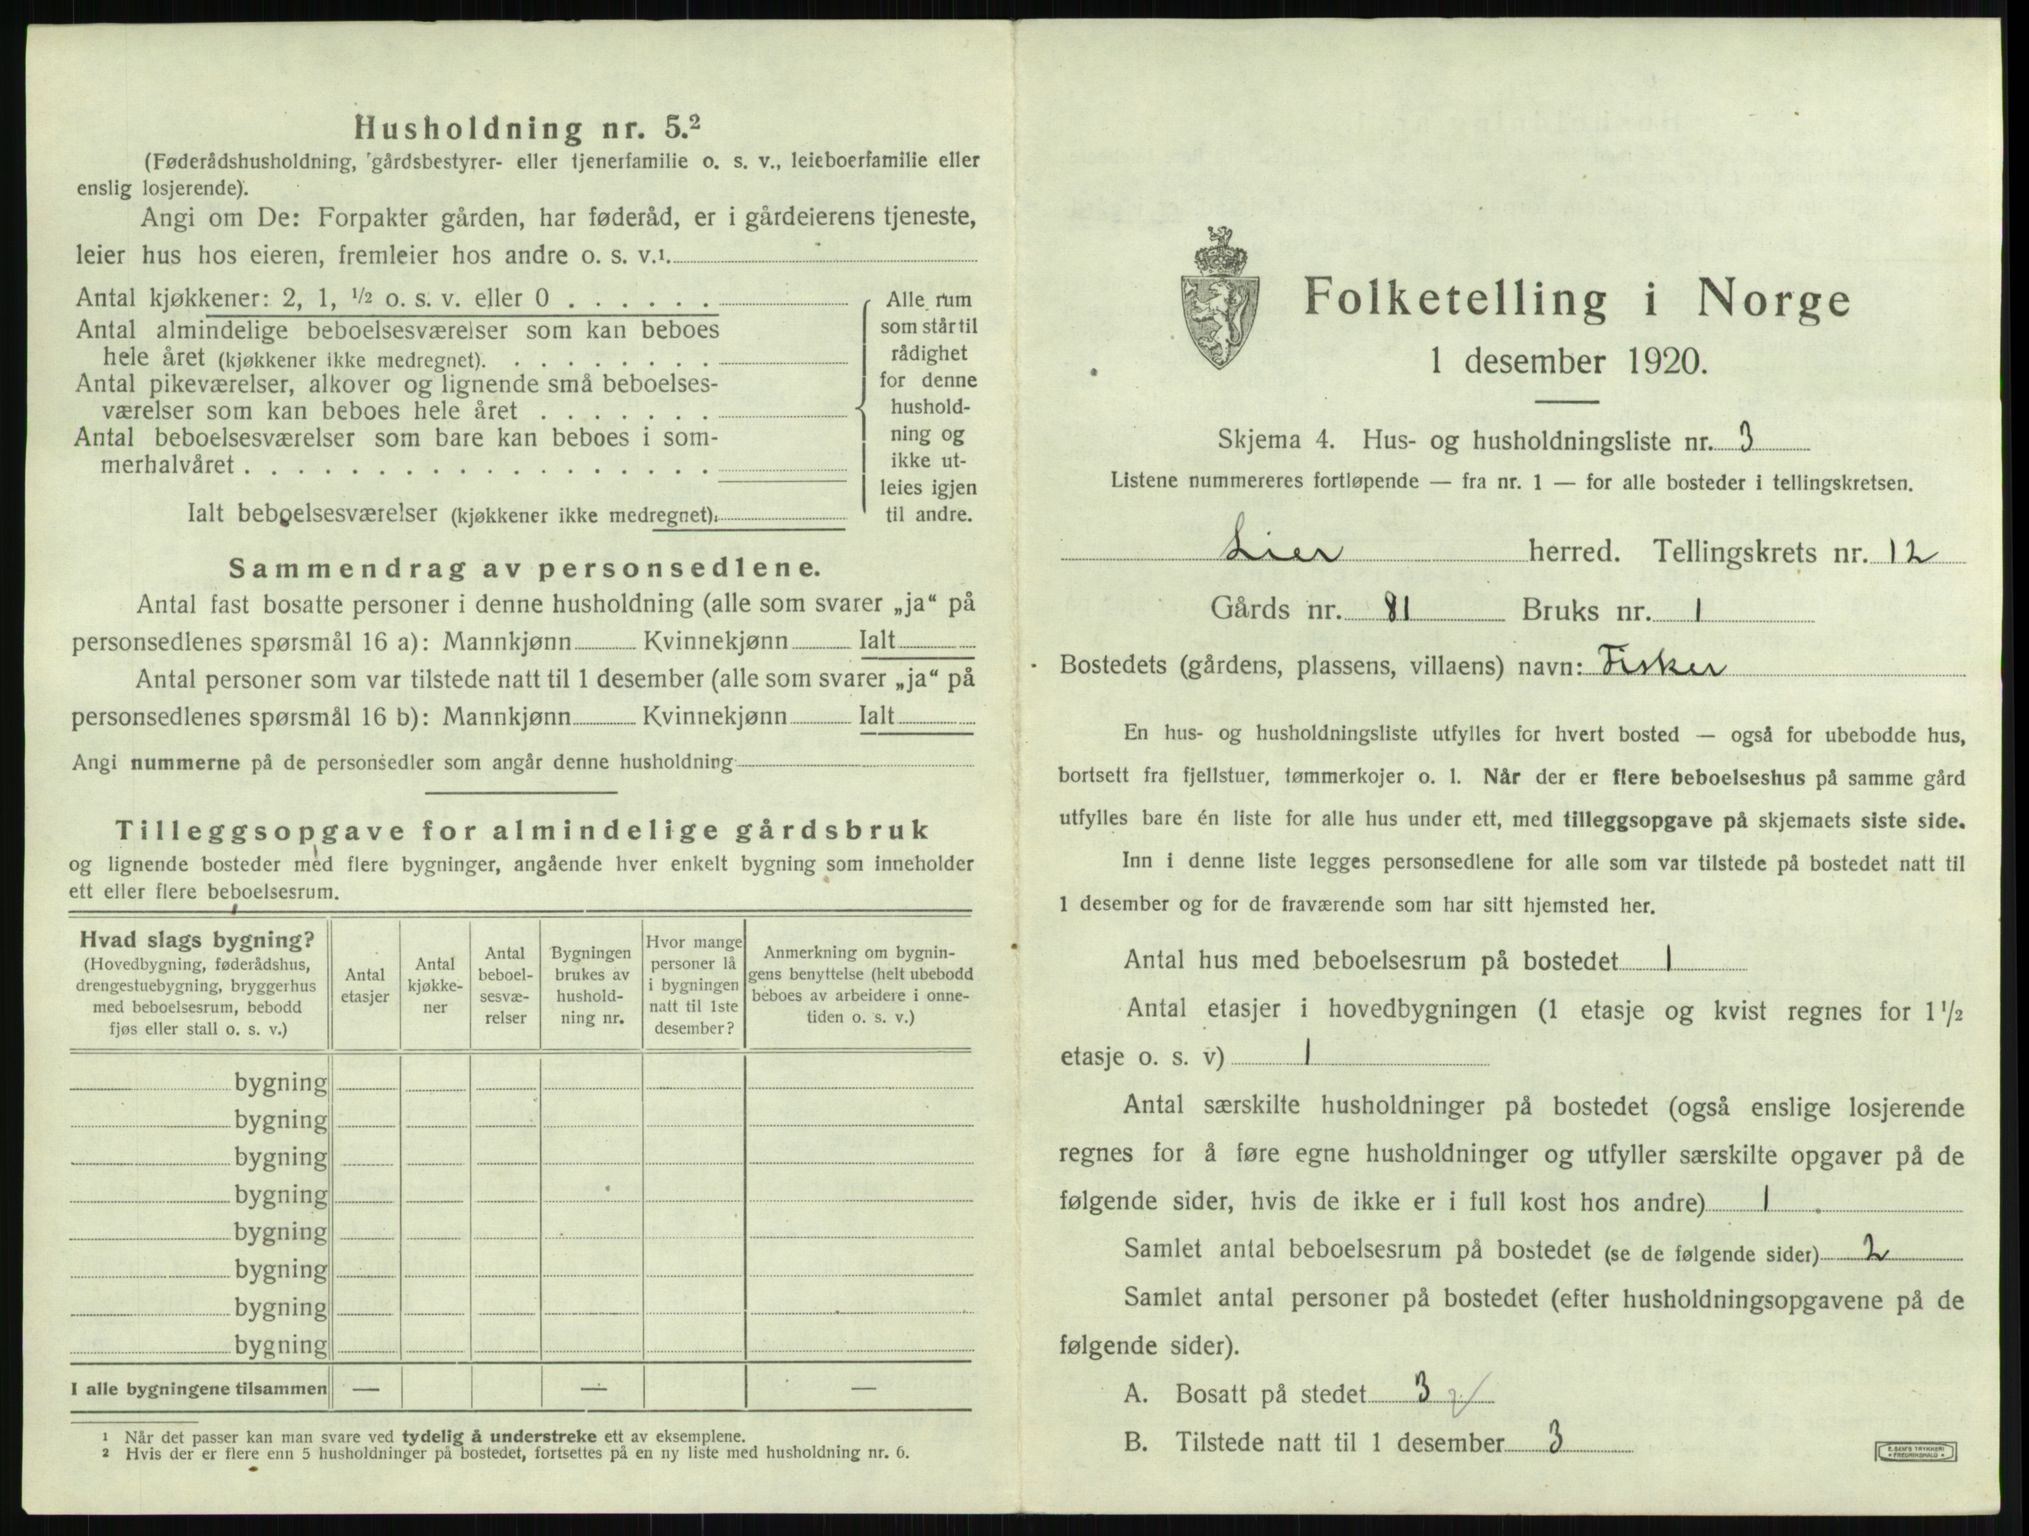 Husholdning nr. 5.²
(Føderådshusholdning, gårdsbestyrer- eller tjenerfamilie o. s. v., leieboerfamilie eller
enslig losjerende).
Angi om De: Forpakter gården, har føderåd, er i gårdeierens tjeneste,
leier hus hos eieren, fremleier hos andre o. s. v.¹
Antal kjøkkener: 2, 1, 1/2 o. s. v. eller 0
Antal almindelige beboelsesværelser som kan beboes
hele året (kjøkkener ikke medregnet)
Antal pikeværelser, alkover og lignende små beboelses-
værelser som kan beboes hele året
Antal beboelsesværelser som bare kan beboes i som-
merhalvåret
Ialt beboelsesværelser (kjøkkener ikke medregnet)
Alle rum
som står til
rådighet
for denne
hushold-
ning og
ikke ut-
leies igjen
til andre.
Sammendrag av personsedlene.
Antal fast bosatte personer i denne husholdning (alle som svarer „ja“ på
personsedlenes spørsmål 16 a): Mannkjønn Kvinnekjønn Ialt
Antal personer som var tilstede natt til 1 desember (alle som svarer „ja“ på
personsedlenes spørsmål 16 b): Mannkjønn Kvinnekjønn Ialt
Angi nummerne på de personsedler som angår denne husholdning
Tilleggsopgave for almindelige gårdsbruk
og lignende bosteder med flere bygninger, angående hver enkelt bygning som inneholder
ett eller flere beboelsesrum.
Hvad slags bygning?
(Hovedbygning, føderådshus,
drengestuebygning, bryggerhus
med beboelsesrum, bebodd
fjøs eller stall o. s. v.)
Antal
etasjer
Antal
kjøkke-
ner
Antal
beboel-
sesvæ-
relser
Bygningen
brukes av
hushold-
ning nr.
Hvor mange
personer lå
i bygningen
natt til 1ste
desember?
Anmerkning om bygnin-
gens benyttelse (helt ubebodd
beboes av arbeidere i onne-
tiden o. s. v.)
bygning
bygning
bygning
bygning
bygning
bygning
bygning
bygning
I alle bygningene tilsammen — — —
¹ Når det passer kan man svare ved tydelig å understreke ett av eksemplene.
² Hvis der er flere enn 5 husholdninger på bostedet, fortsettes på en ny liste med husholdning nr. 6.
Folketelling i Norge
1 desember 1920.
Skjema 4. Hus- og husholdningsliste nr. 3
Listene nummereres fortløpende — fra nr. 1 — for alle bosteder i tellingskretsen.
Lier herred. Tellingskrets nr. 12
Gårds nr. 81 Bruks nr. 1
Bostedets (gårdens, plassens, villaens) navn: Fisker
En hus- og husholdningsliste utfylles for hvert bosted — også for ubebodde hus,
bortsett fra fjellstuer, tømmerkojer o. l. Når der er flere beboelseshus på samme gård
utfylles bare én liste for alle hus under ett, med tilleggsopgave på skjemaets siste side.
Inn i denne liste legges personsedlene for alle som var tilstede på bostedet natt til
1 desember og for de fraværende som har sitt hjemsted her.
Antal hus med beboelsesrum på bostedet 1
Antal etasjer i hovedbygningen (1 etasje og kvist regnes for 1 1/2
etasje o. s. v) 1
Antal særskilte husholdninger på bostedet (også enslige losjerende
regnes for å føre egne husholdninger og utfyller særskilte opgaver på de
følgende sider, hvis de ikke er i full kost hos andre) 1
Samlet antal beboelsesrum på bostedet (se de følgende sider) 2
Samlet antal personer på bostedet (efter husholdningsopgavene på de
følgende sider).
A. Bosatt på stedet 3
B. Tilstede natt til 1 desember 3
E. SEM'S TRYKKERI
FREDRIKSHALD